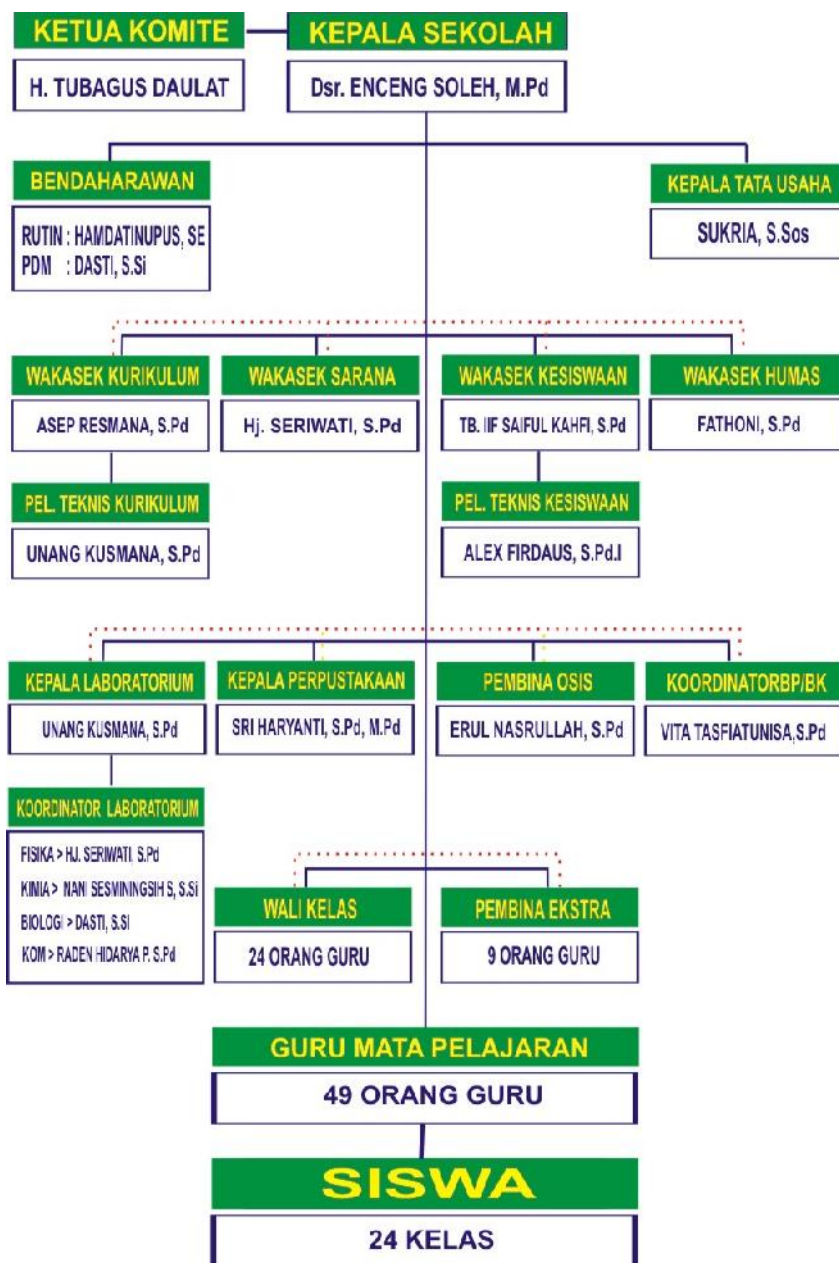 KETUA KOMITE
KEPALA SEKOLAH
H. TUBAGUS DAULAT
Dsr. ENCENG SOLEH, M.Pd
BENDAHARAWAN
KEPALA TATA USAHA
RUTIN : HAMDATINUPUS, SE
PDM : DASTI, S.Si
SUKRIA, S.Sos
WAKASEK KURIKULUM
WAKASEK SARANA
WAKASEK KESISWAAN
WAKASEK HUMAS
ASEP RESMANA, S.Pd
Hj. SERIWATI, S.Pd
TB. IIF SAIFUL KAHFI, S.Pd
FATHONI, S.Pd
PEL. TEKNIS KURIKULUM
PEL. TEKNIS KESISWAAN
UNANG KUSMANA, S.Pd
ALEX FIRDAUS, S.Pd.I
KEPALA LABORATORIUM
KEPALA PERPUSTAKAAN
PEMBINA OSIS
KOORDINATORBP/BK
UNANG KUSMANA, S.Pd
SRI HARYANTI, S.Pd, M.Pd
ERUL NASRULLAH, S.Pd
VITA TASFIATUNISA,S.Pd
KOORDINATOR LABORATORIUM
FISIKA > HJ. SERIWATI, S.Pd
KIMIA > NANI SESMININGSIH S, S.Si
BIOLOGI > DASTI, S.SI
KOM > RADEN HIDARYA P. S.Pd
WALI KELAS
PEMBINA EKSTRA
24 ORANG GURU
9 ORANG GURU
GURU MATA PELAJARAN
49 ORANG GURU
SISWA
24 KELAS